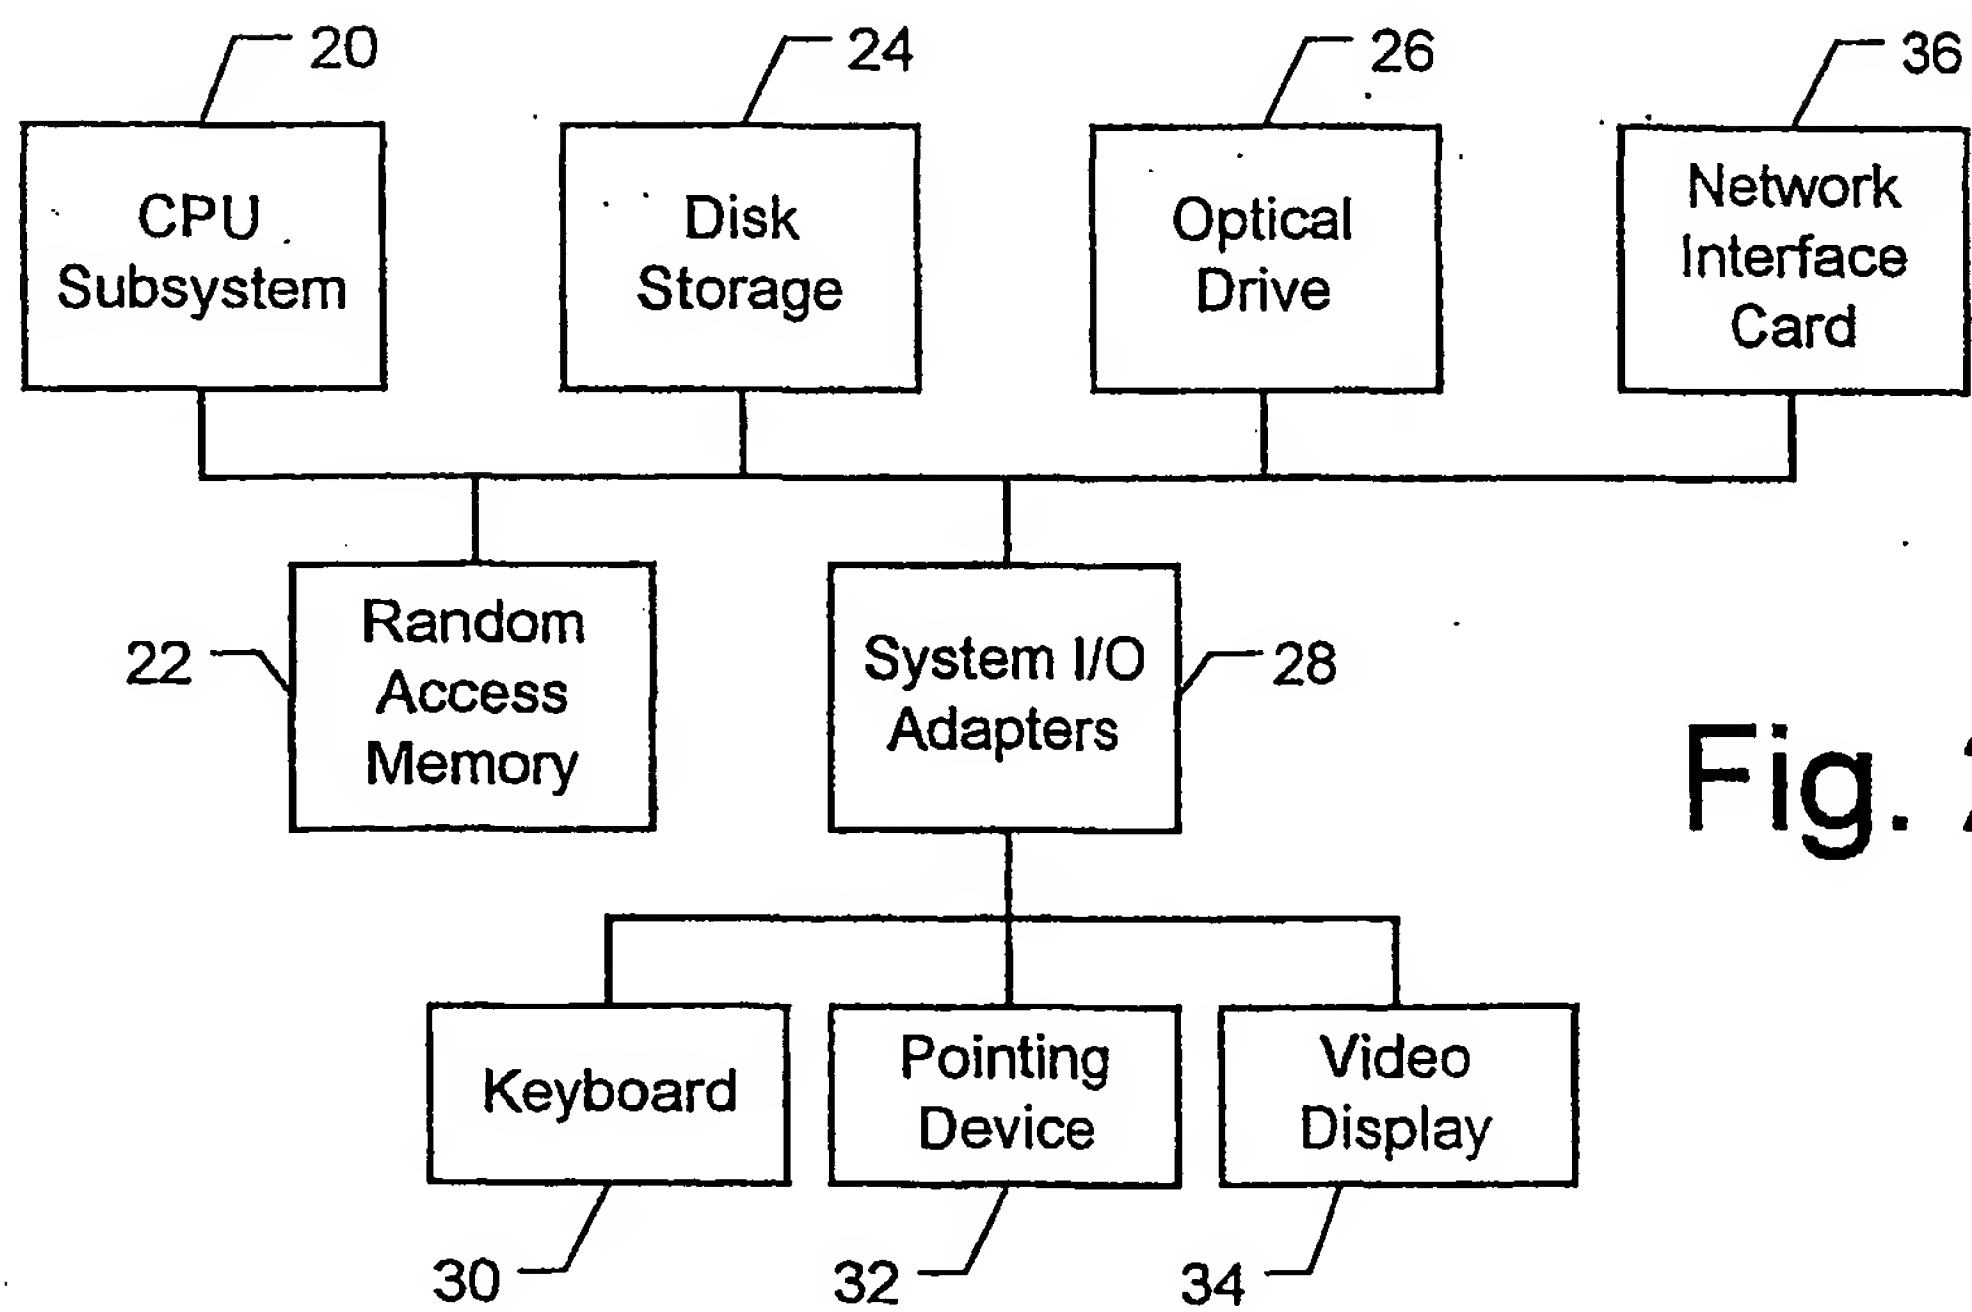 20
24
26
36
CPU
Subsystem
Disk
Storage
Optical
Drive
Network
Interface
Card
22
Random
Access
Memory
System I/O
Adapters
28
Fig.
Keyboard
Pointing
Device
Video
Display
30
32
34